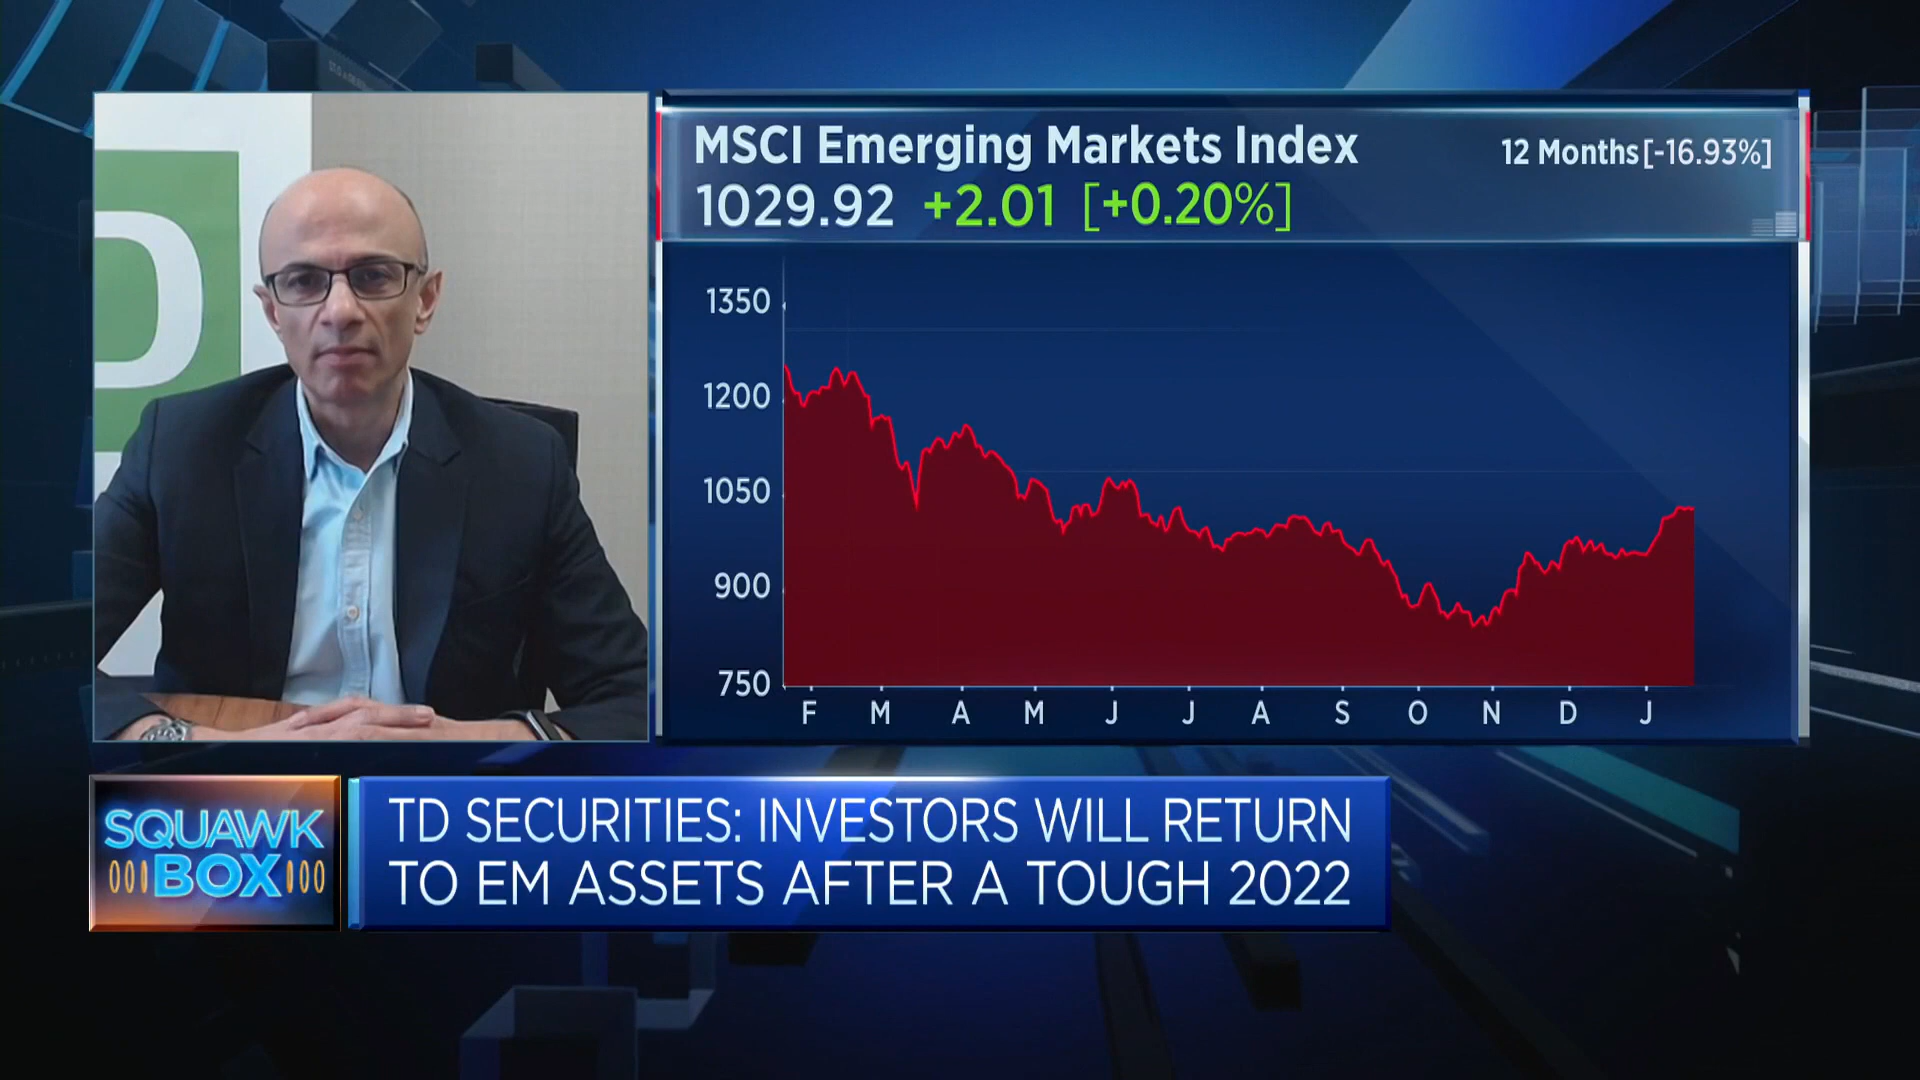 MSCI Emerging Markets Index
12 Months [-16.93%]
1029.92 +2.01 [+0.20%]
1350
1200
1050
900
750
F M A M J J A S O N D J
SQUAWK
BOX
TD SECURITIES: INVESTORS WILL RETURN
TO EM ASSETS AFTER A TOUGH 2022